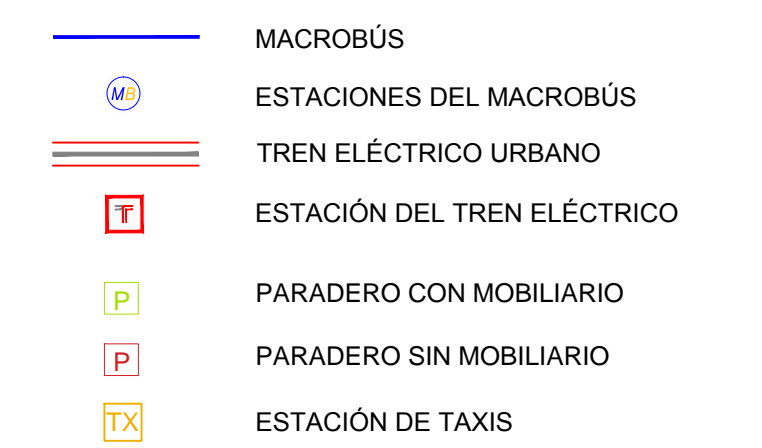 MACROBÚS
MB ESTACIONES DEL MACROBÚS
TREN ELÉCTRICO URBANO
T ESTACIÓN DEL TREN ELÉCTRICO
P PARADERO CON MOBILIARIO
P PARADERO SIN MOBILIARIO
TX ESTACIÓN DE TAXIS